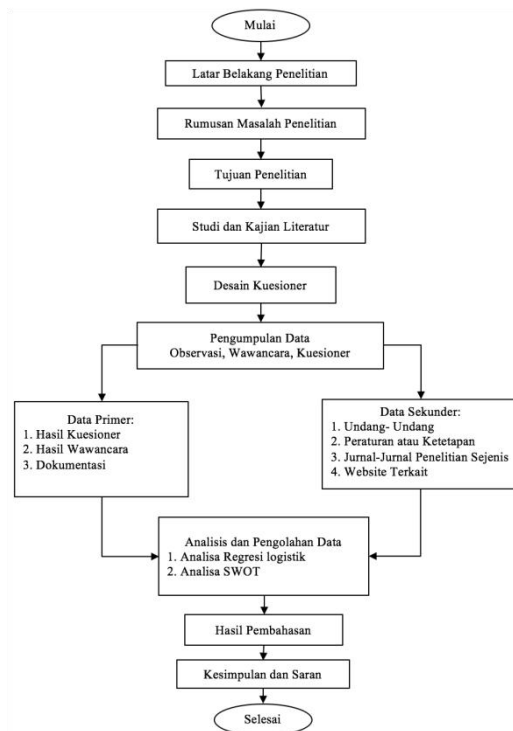 Mulai
Latar Belakang Penelitian
Rumusan Masalah Penelitian
Tujuan Penelitian
Studi dan Kajian Literatur
Desain Kuesioner
Pengumpulan Data
Observasi, Wawancara, Kuesioner
Data Primer:
1. Hasil Kuesioner
2. Hasil Wawancara
3. Dokumentasi
Data Sekunder:
1. Undang- Undang
2. Peraturan atau Ketetapan
3. Jurnal-Jurnal Penelitian Sejenis
4. Website Terkait
Analisis dan Pengolahan Data
1. Analisa Regresi logistik
2. Analisa SWOT
Hasil Pembahasan
Kesimpulan dan Saran
Selesai